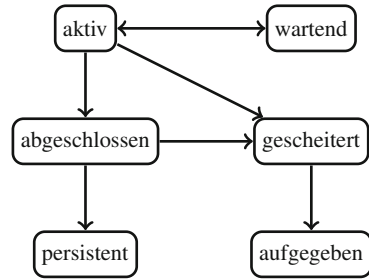 aktiv
wartend
abgeschlossen
gescheitert
persistent
aufgegeben